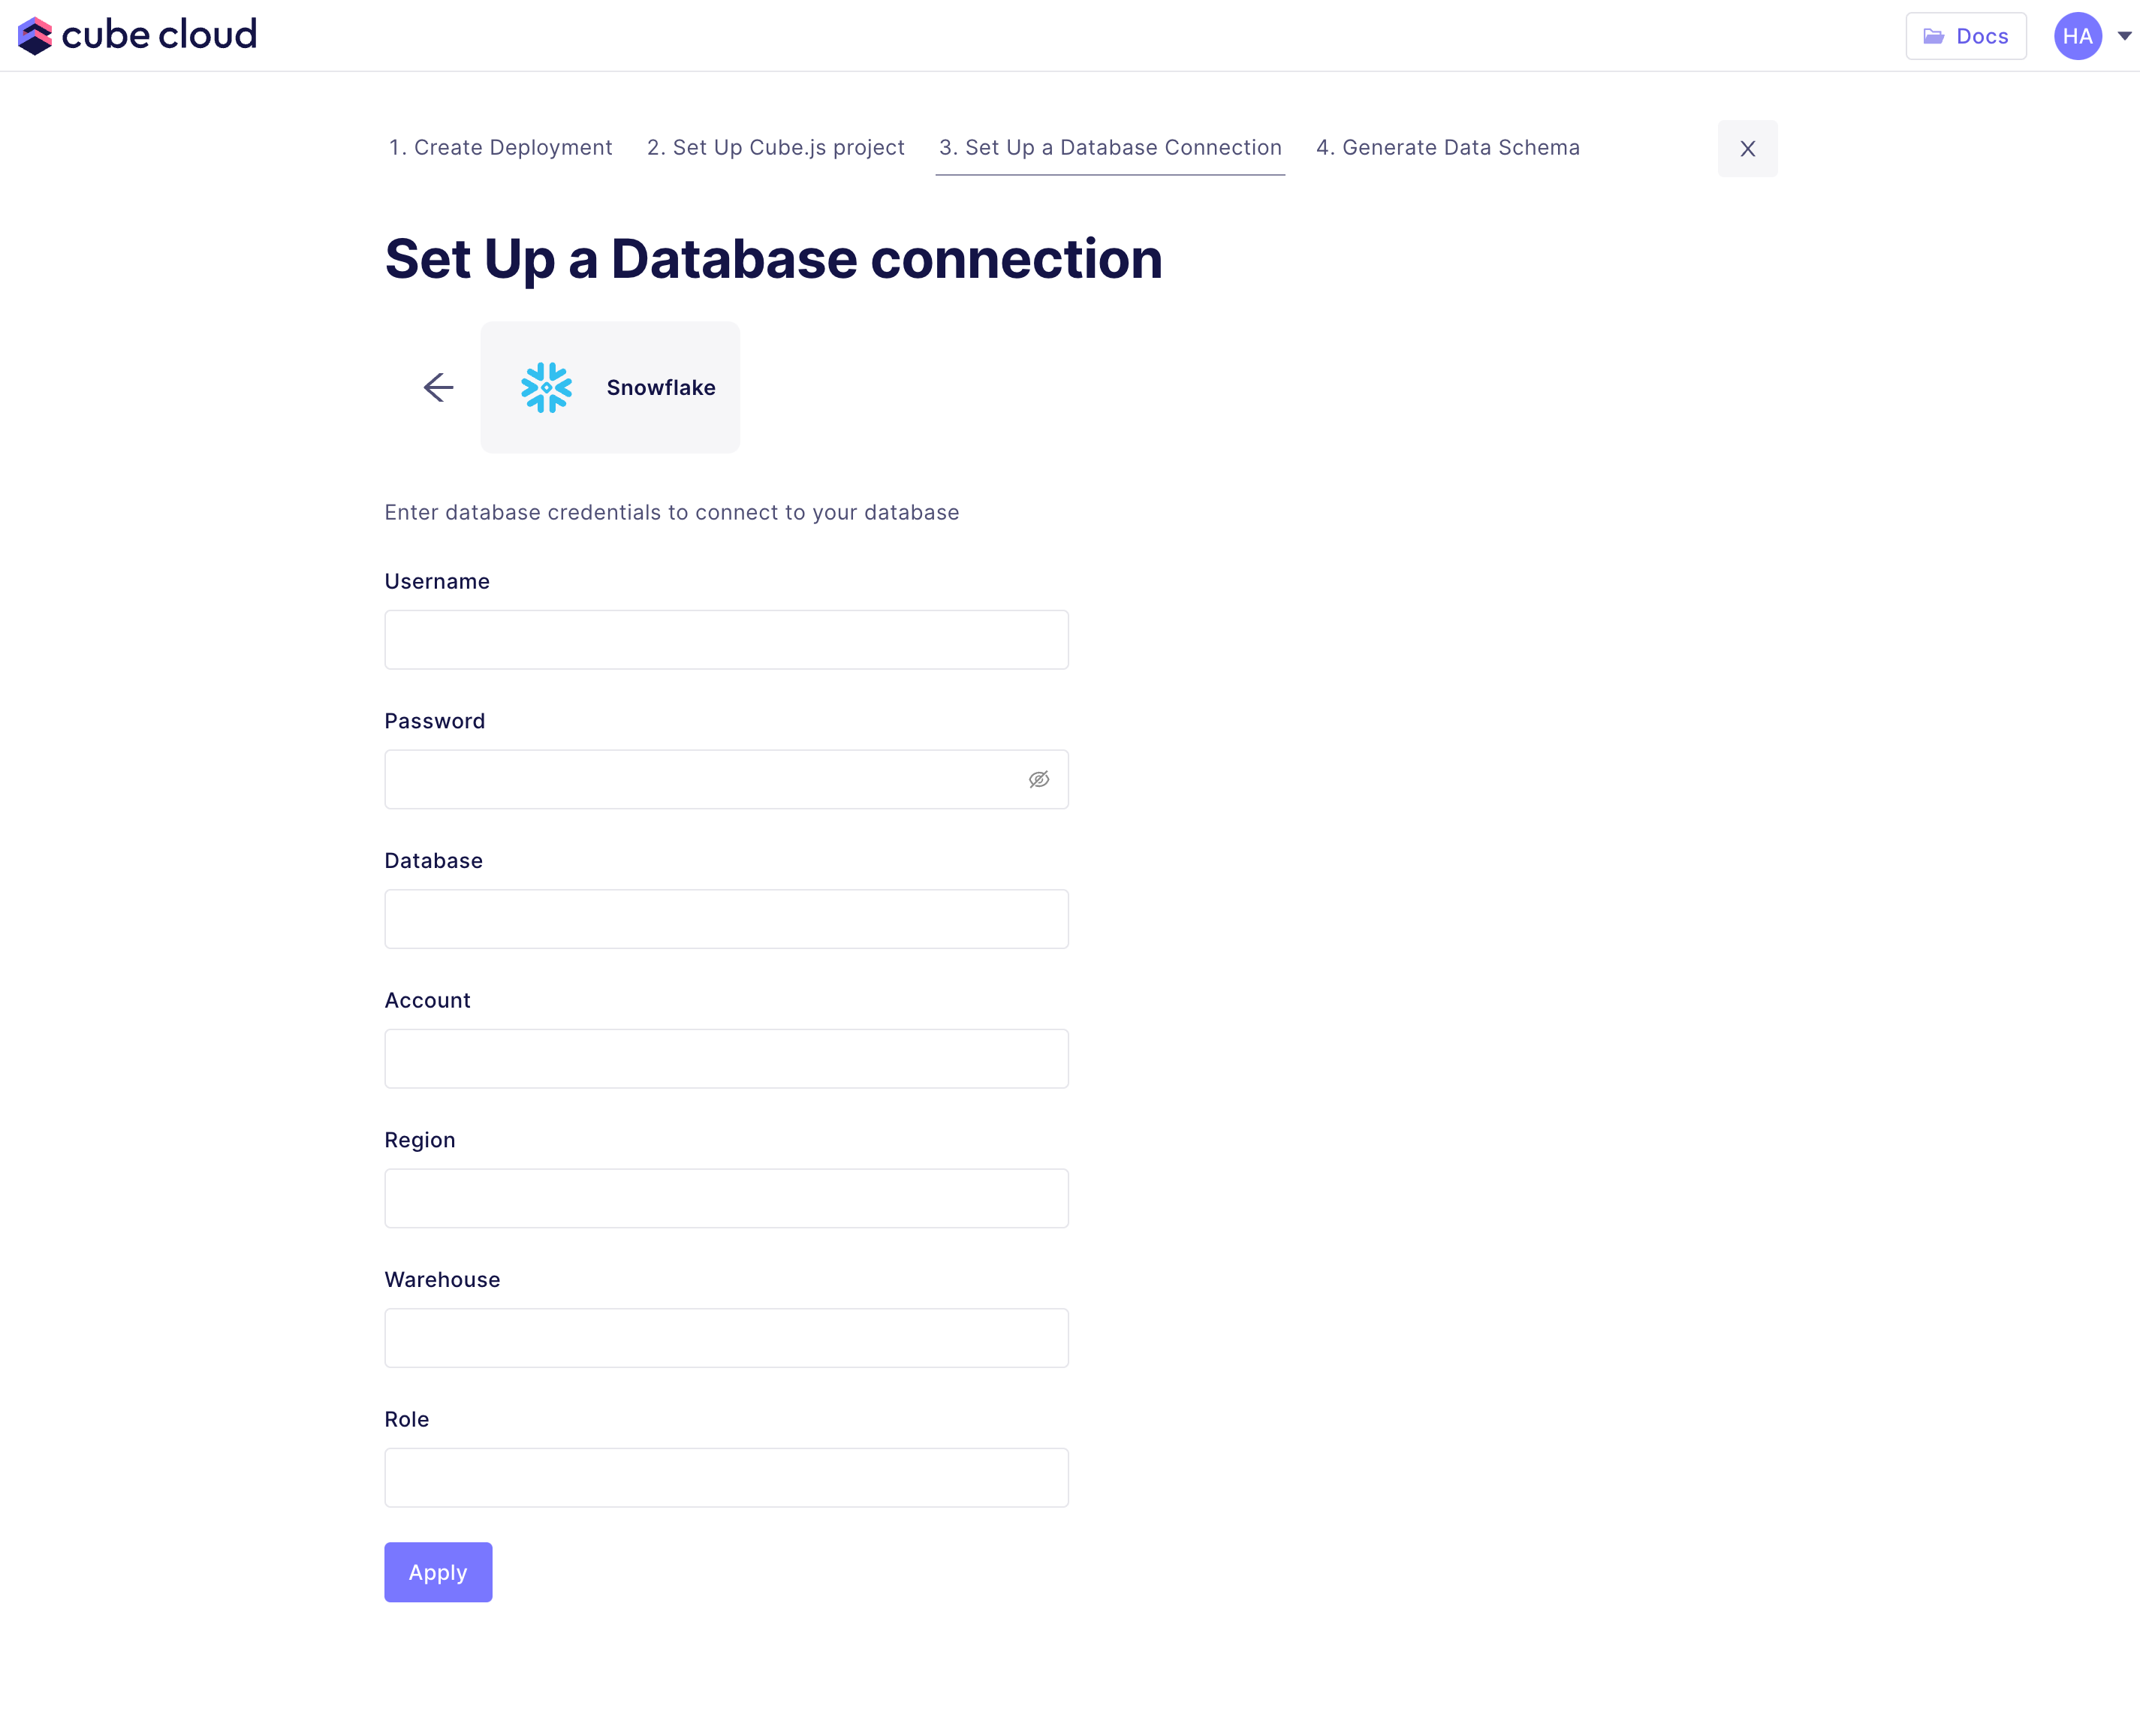 cube cloud
Docs
HA
1. Create Deployment
2. Set Up Cube.js project
3. Set Up a Database Connection
4. Generate Data Schema
X
Set Up a Database connection
Snowflake
Enter database credentials to connect to your database
Username
Password
Database
Account
Region
Warehouse
Role
Apply